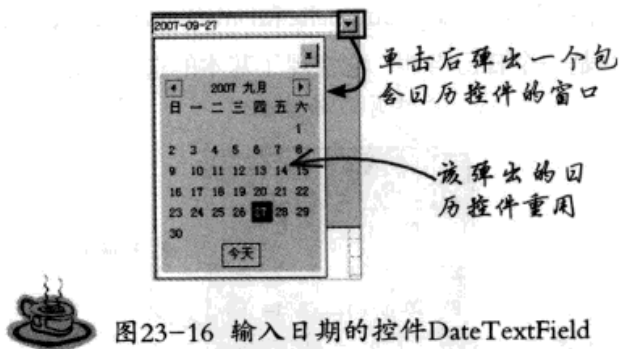 2007-09-27
单击后弹出一个包
含日历控件的窗口
x
2007 九月
日 一 二 三 四 五 六
1
2 3 4 5 6 7 8
9 10 11 12 13 14 15
16 17 18 19 20 21 22
23 24 25 26 27 28 29
30
今天
该弹出的日
历控件重用
图23-16 输入日期的控件DateTextField